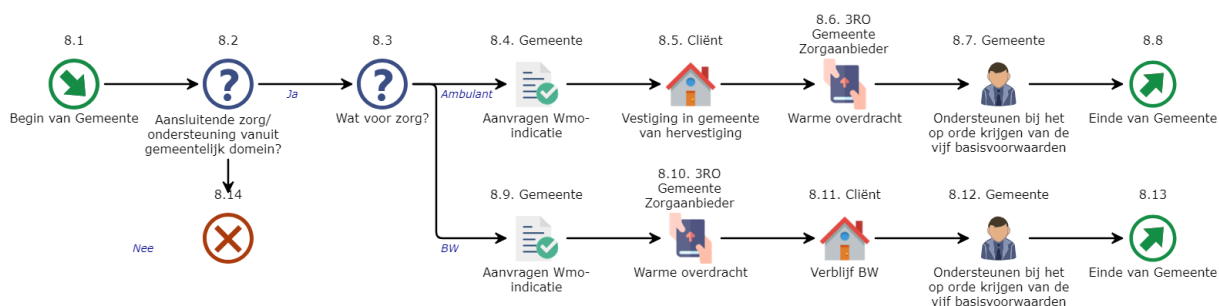 8.1
8.2
8.3
8.4. Gemeente
8.5. Cliënt
8.6. 3RO
Gemeente
Zorgaanbieder
8.7. Gemeente
8.8
Ja
Ambulant
Begin van Gemeente
Aansluitende zorg/
ondersteuning vanuit
gemeentelijk domein?
Wat voor zorg?
Aanvragen Wmo-
indicatie
Vestiging in gemeente
van hervestiging
Warme overdracht
Ondersteunen bij het
op orde krijgen van de
vijf basisvoorwaarden
Einde van Gemeente
8.14
8.9. Gemeente
8.10. 3RO
Gemeente
Zorgaanbieder
8.11. Cliënt
8.12. Gemeente
8.13
Nee
BW
Aanvragen Wmo-
indicatie
Warme overdracht
Verblijf BW
Ondersteunen bij het
op orde krijgen van de
vijf basisvoorwaarden
Einde van Gemeente